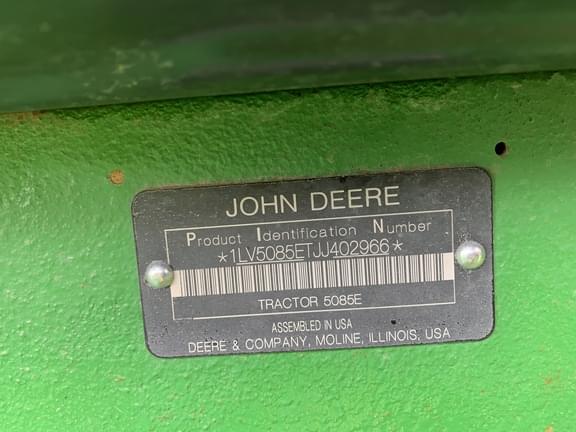 JOHN DEERE
Product Identification Number
*1LV5085ETJJ402966*
TRACTOR 5085E
ASSEMBLED IN USA
DEERE & COMPANY, MOLINE, ILLINOIS, USA